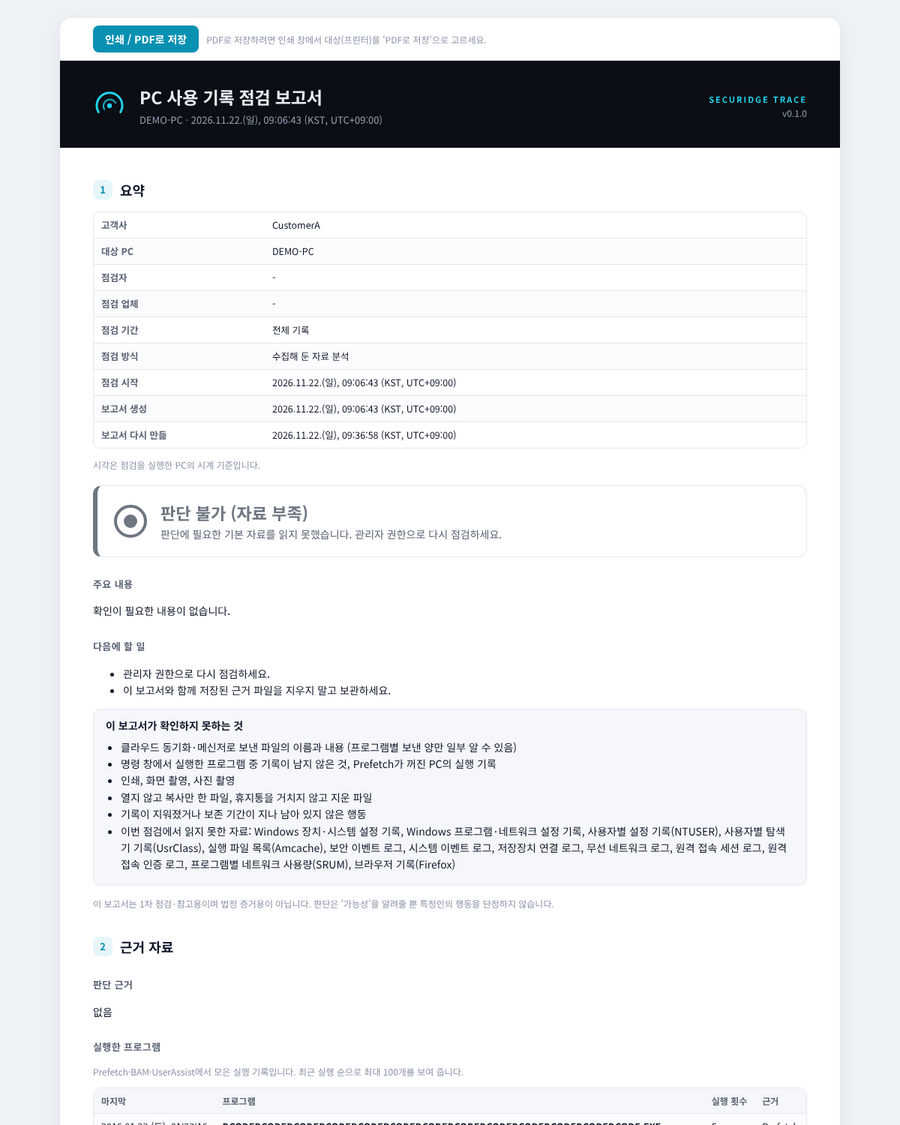 인쇄 / PDF로 저장 PDF로 저장하려면 인쇄 창에서 대상(프린터)을 'PDF로 저장'으로 고르세요.
PC 사용 기록 점검 보고서
DEMO-PC · 2026.11.22.(일), 09:06:43 (KST, UTC+09:00)
SECURIDGE TRACE
v0.1.0
1 요약
고객사 CustomerA
대상 PC DEMO-PC
점검자 -
점검 업체 -
점검 기간 전체 기록
점검 방식 수집해 둔 자료 분석
점검 시작 2026.11.22.(일), 09:06:43 (KST, UTC+09:00)
보고서 생성 2026.11.22.(일), 09:06:43 (KST, UTC+09:00)
보고서 다시 만듦 2026.11.22.(일), 09:36:58 (KST, UTC+09:00)
시각은 점검을 실행한 PC의 시계 기준입니다.
판단 불가 (자료 부족)
판단에 필요한 기본 자료를 읽지 못했습니다. 관리자 권한으로 다시 점검하세요.
주요 내용
확인이 필요한 내용이 없습니다.
다음에 할 일
• 관리자 권한으로 다시 점검하세요.
• 이 보고서와 함께 저장된 근거 파일을 지우지 말고 보관하세요.
이 보고서가 확인하지 못하는 것
• 클라우드 동기화·메신저로 보낸 파일의 이름과 내용 (프로그램별 보낸 양만 일부 알 수 있음)
• 명령 창에서 실행한 프로그램 중 기록이 남지 않은 것, Prefetch가 꺼진 PC의 실행 기록
• 인쇄, 화면 촬영, 사진 촬영
• 열지 않고 복사만 한 파일, 휴지통을 거치지 않고 지운 파일
• 기록이 지워졌거나 보존 기간이 지나 남아 있지 않은 행동
• 이번 점검에서 읽지 못한 자료: Windows 장치·시스템 설정 기록, Windows 프로그램·네트워크 설정 기록, 사용자별 설정 기록(NTUSER), 사용자별 탐색
기 기록(UsrClass), 실행 파일 목록(Amcache), 보안 이벤트 로그, 시스템 이벤트 로그, 저장장치 연결 로그, 무선 네트워크 로그, 원격 접속 세션 로그, 원격
접속 인증 로그, 프로그램별 네트워크 사용량(SRUM), 브라우저 기록(Firefox)
이 보고서는 1차 점검·참고용이며 법정 증거용이 아닙니다. 판단은 '가능성'을 알려줄 뿐 특정인의 행동을 단정하지 않습니다.
2 근거 자료
판단 근거
없음
실행한 프로그램
Prefetch·BAM·UserAssist에서 모은 실행 기록입니다. 최근 실행 순으로 최대 100개를 보여 줍니다.
마지막 프로그램 실행 횟수 근거